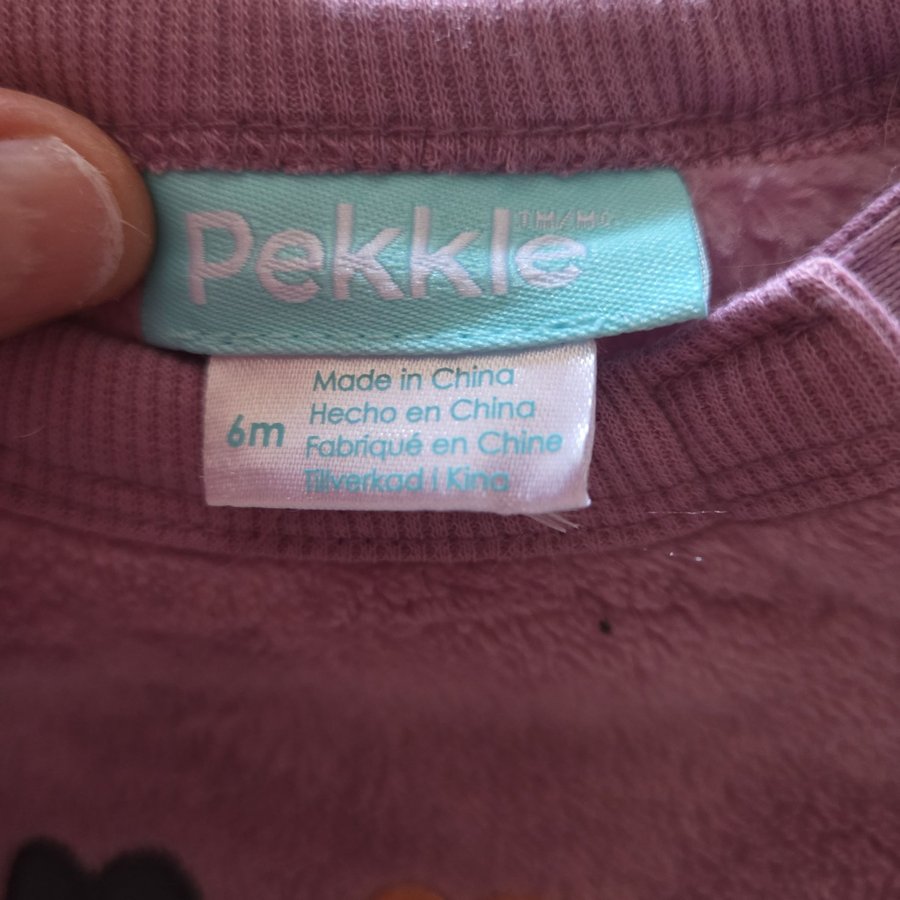 Pekkle TM/MC
6m
Made in China
Hecho en China
Fabriqué en Chine
Tillverkad i Kina